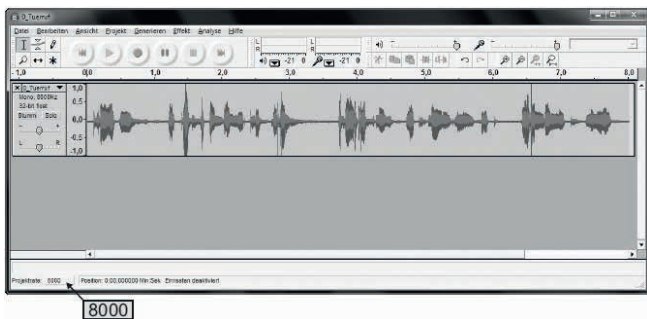 0_Tuerruf
Datei Bearbeiten Ansicht Projekt Generieren Effekt Analyse Hilfe
L
R
-21 0
L
R
-21 0
-1,0 0,0 1,0 2,0 3,0 4,0 5,0 6,0 7,0 8,0
0_Tuerruf
Mono, 8000Hz
32-bit float
Stumm Solo
- +
L R
1,0
0,5
0,0
-0,5
-1,0
Projektrate: 8000
Position: 0:00,000000 Min:Sek Einrasten deaktiviert
8000